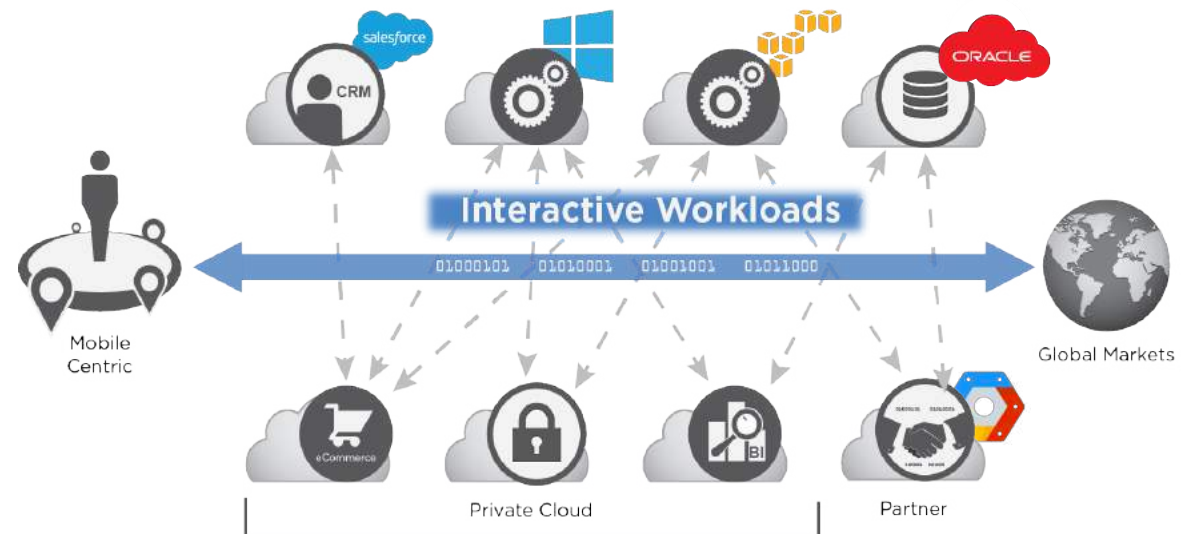 salesforce
CRM
ORACLE
Interactive Workloads
01000101 01010001 01001001 01011000
Mobile
Centric
Global Markets
eCommerce
BI
Private Cloud
Partner